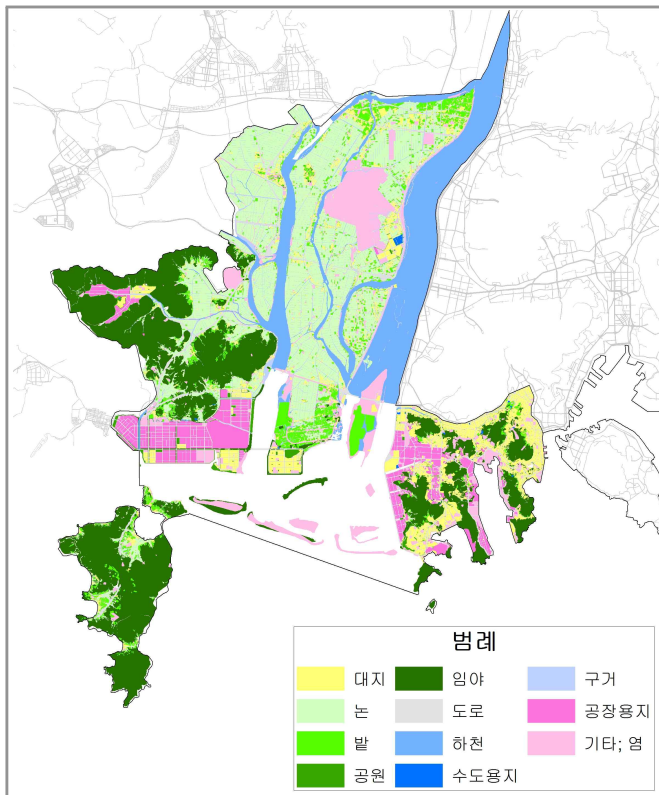 범례
대지 임야 구거
논 도로 공장용지
밭 하천 기타; 염
공원 수도용지